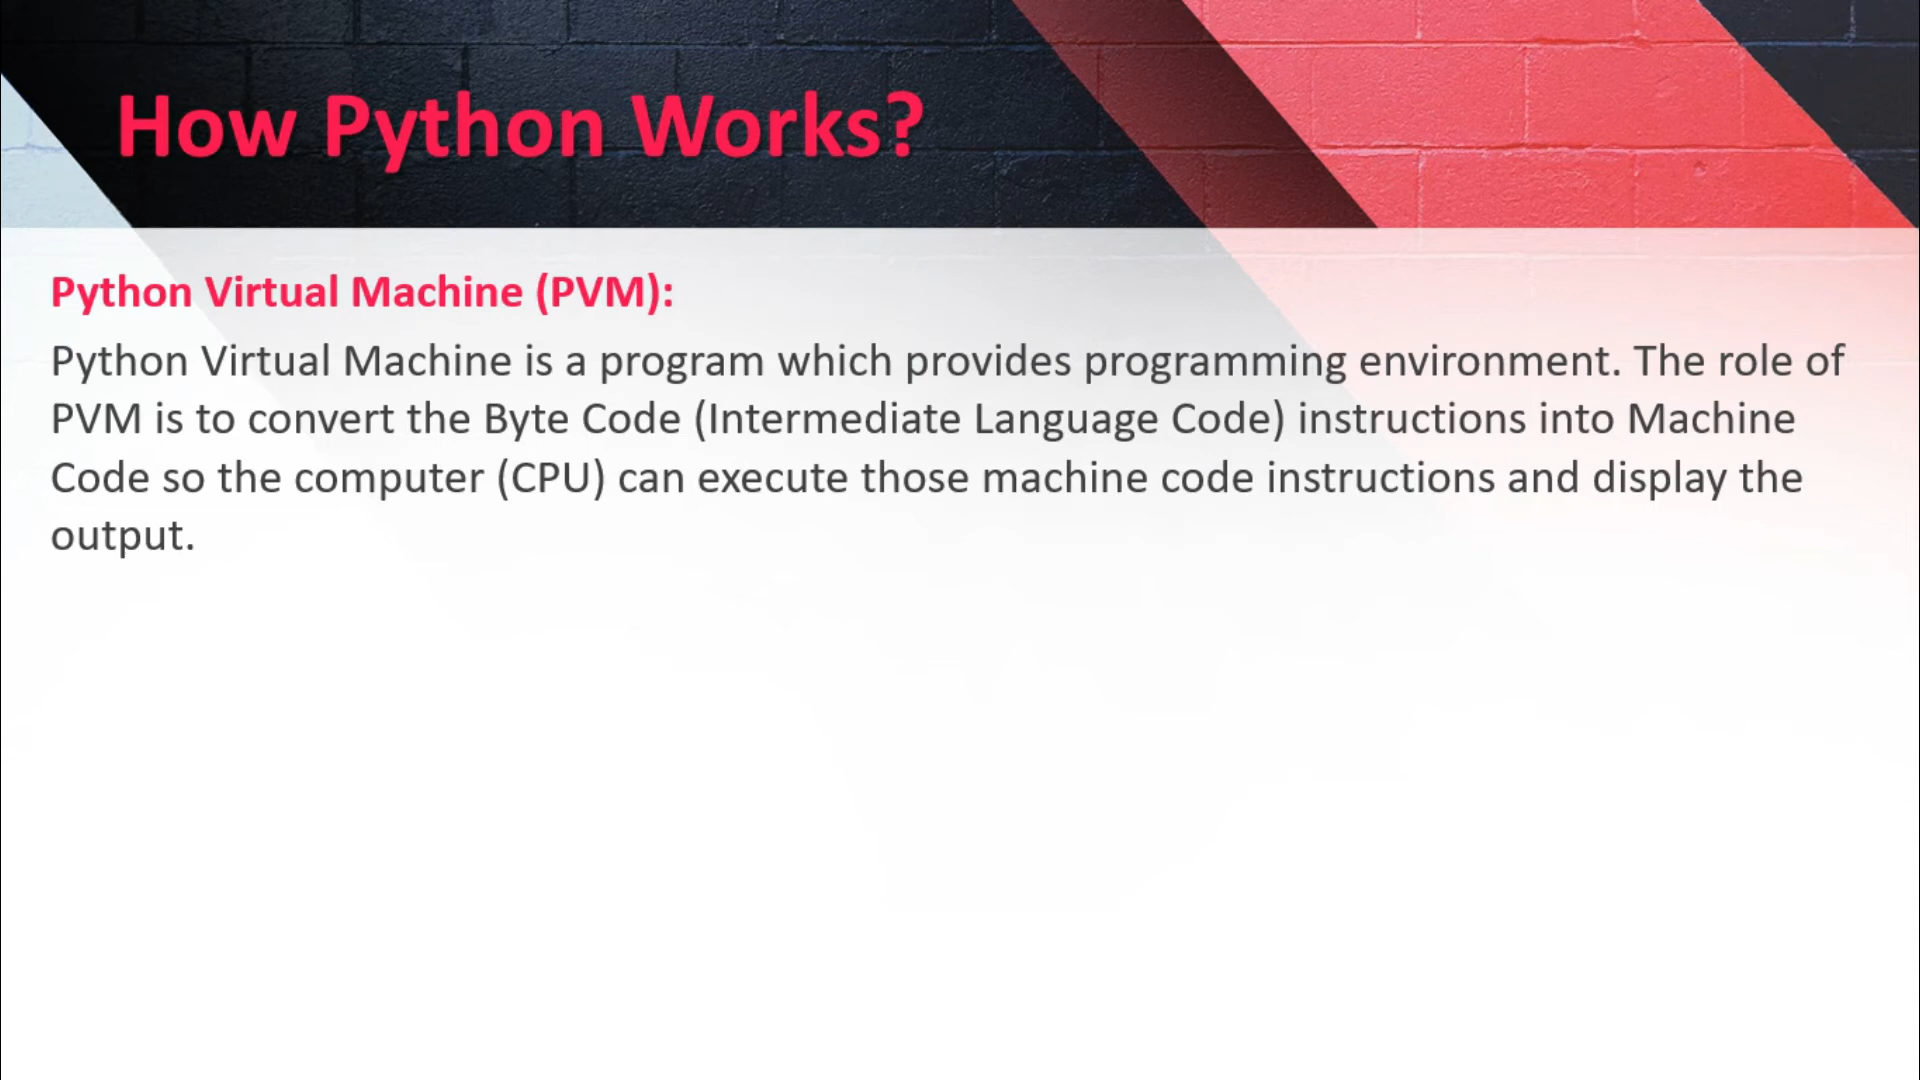 How Python Works?
Python Virtual Machine (PVM):
Python Virtual Machine is a program which provides programming environment. The role of
PVM is to convert the Byte Code (Intermediate Language Code) instructions into Machine
Code so the computer (CPU) can execute those machine code instructions and display the
output.